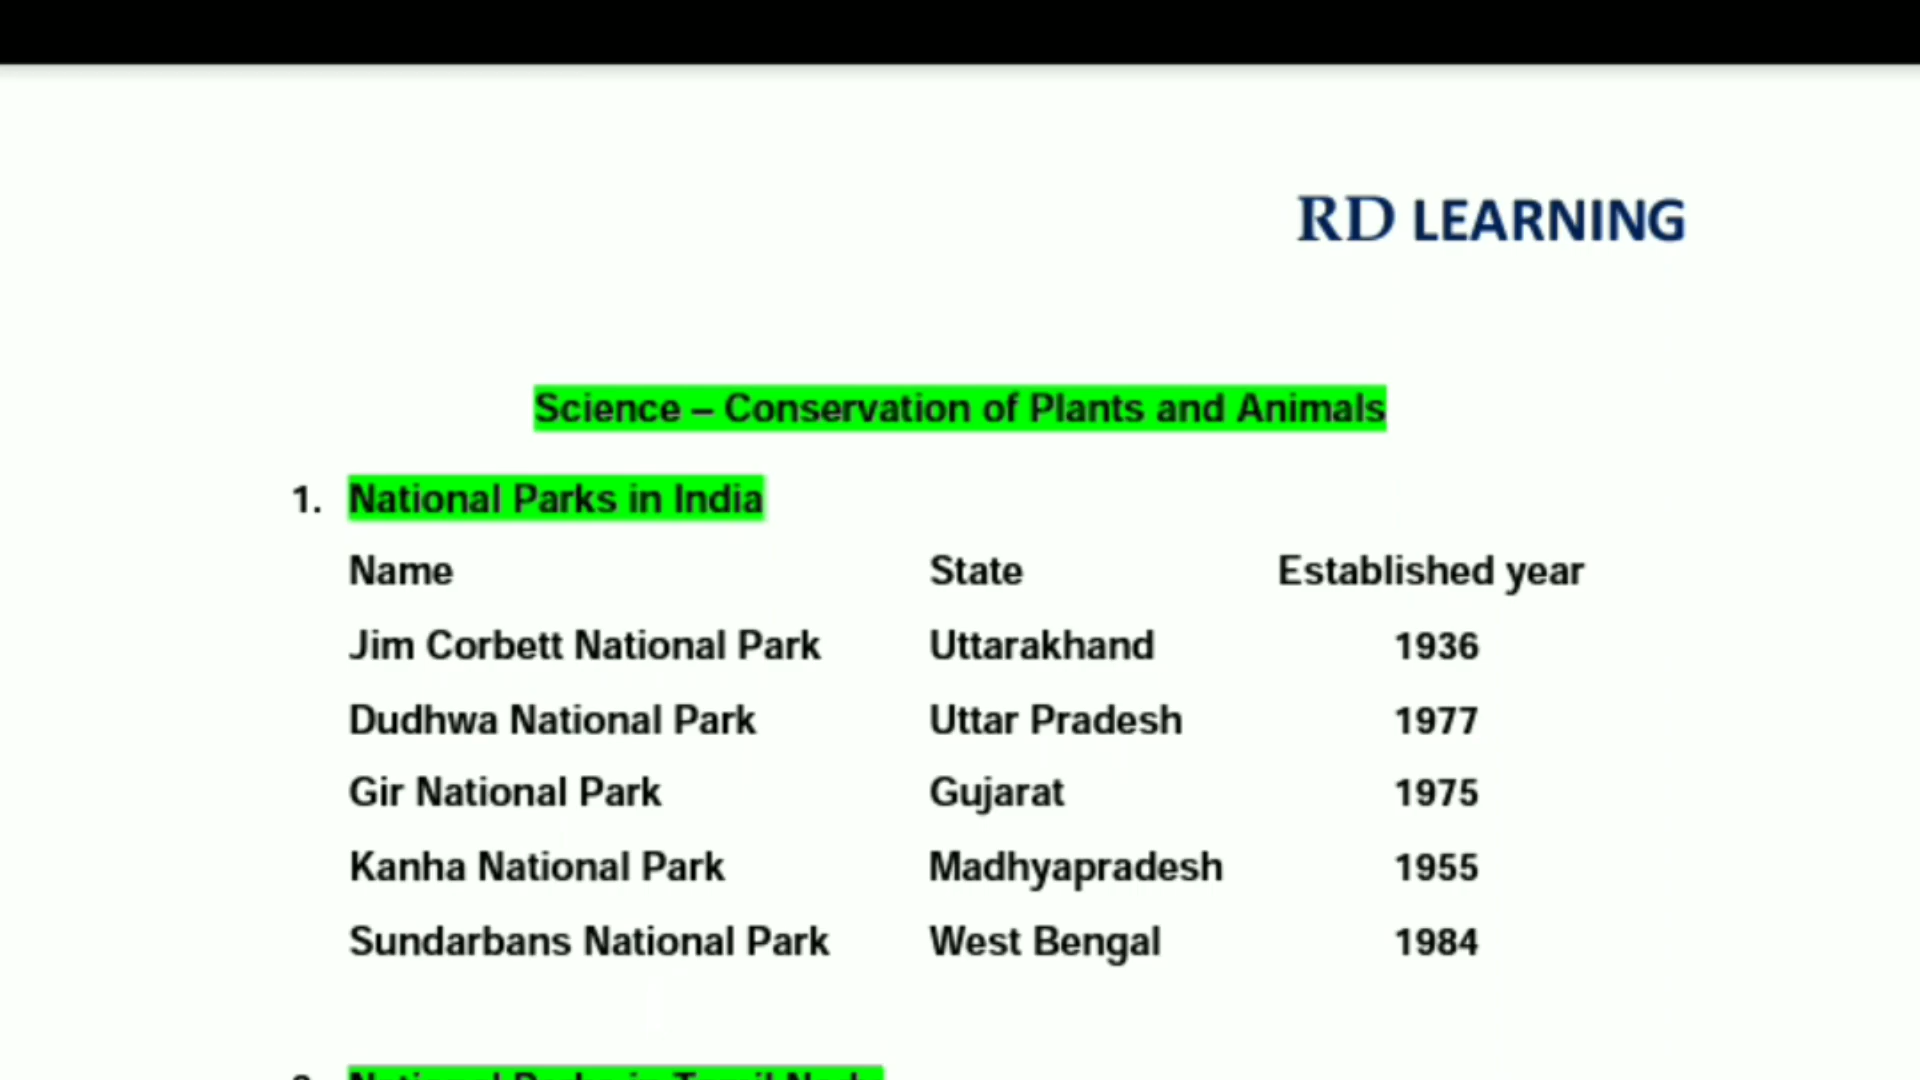 RD LEARNING
Science – Conservation of Plants and Animals
1. National Parks in India
Name State Established year
Jim Corbett National Park Uttarakhand 1936
Dudhwa National Park Uttar Pradesh 1977
Gir National Park Gujarat 1975
Kanha National Park Madhyapradesh 1955
Sundarbans National Park West Bengal 1984